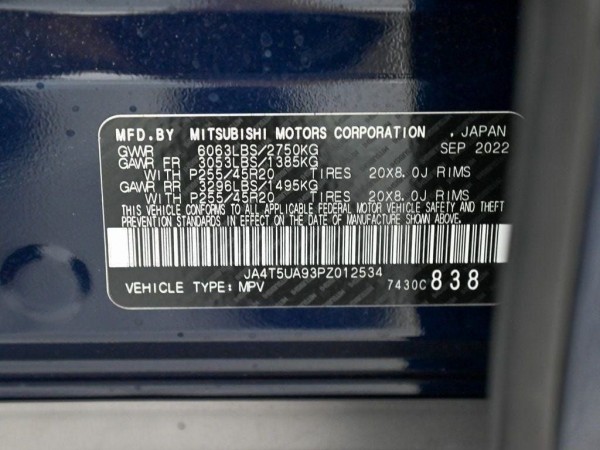 MFD.BY MITSUBISHI MOTORS CORPORATION . JAPAN
GVWR 6063LBS/2750KG SEP 2022
GAWR FR 3053LBS/1385KG
WITH P255/45R20 TIRES 20X8.0J RIMS
GAWR RR 3296LBS/1495KG
WITH P255/45R20 TIRES 20X8.0J RIMS
THIS VEHICLE CONFORMS TO ALL APPLICABLE FEDERAL MOTOR VEHICLE SAFETY AND THEFT
PREVENTION STANDARDS IN EFFECT ON THE DATE OF MANUFACTURE SHOWN ABOVE.
JA4T5UA93PZ012534
VEHICLE TYPE: MPV 7430C 838